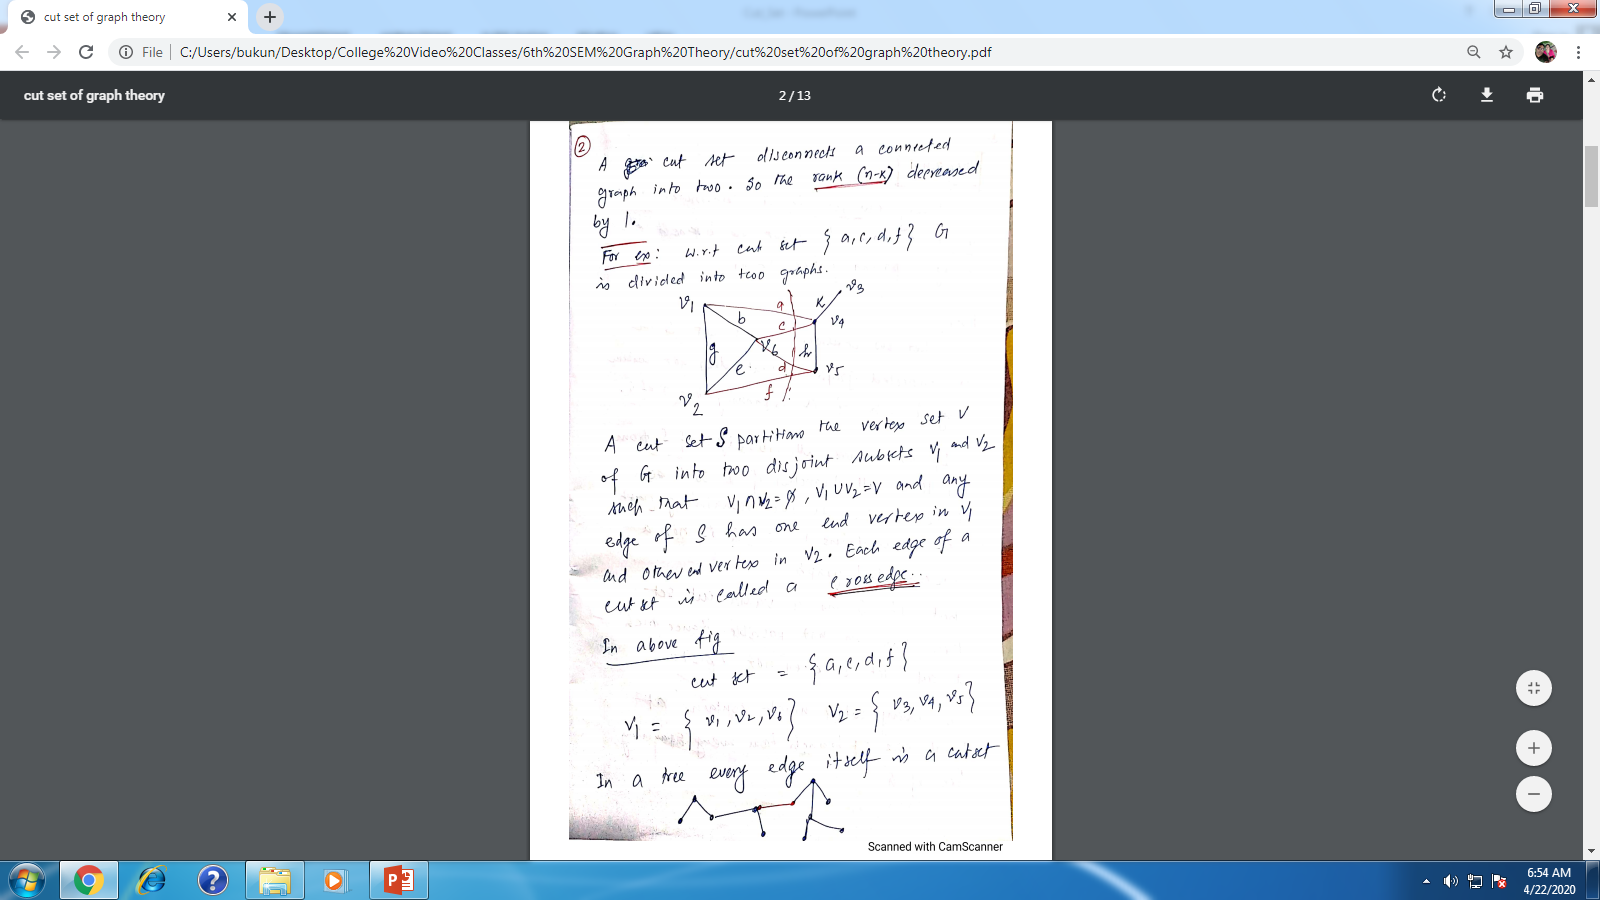 cut set of graph theory
File C:/Users/bukun/Desktop/College%20Video%20Classes/6th%20SEM%20Graph%20Theory/cut%20set%20of%20graph%20theory.pdf
cut set of graph theory
2 / 13
2
A cut set disconnects a connected
graph into two. So the rank (n-k) decreased
by 1.
For ex: w.r.t cut set {a,c,d,f} G
is divided into two graphs.
v1 a K v3
b c v4
g v6 h
e d v5
v2 f
A cut set S partitions the vertex set V
of G into two disjoint subsets V1 and V2
such that V1∩V2=∅, V1∪V2=V and any
edge of S has one end vertex in V1
and other end vertex in V2. Each edge of a
cut set is called a crossedge..
In above fig
cut set = {a,c,d,f}
V1 = {v1,v2,v6} V2 = {v3,v4,v5}
In a tree every edge itself is a cutset
Scanned with CamScanner
6:54 AM
4/22/2020